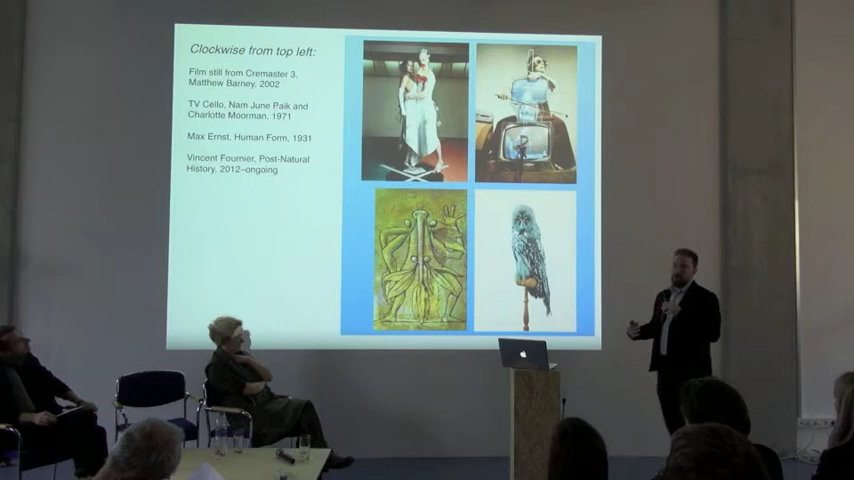 Clockwise from top left:
Film still from Cremaster 3,
Matthew Barney, 2002
TV Cello, Nam June Paik and
Charlotte Moorman, 1971
Max Ernst, Human Form, 1931
Vincent Fournier, Post-Natural
History, 2012–ongoing